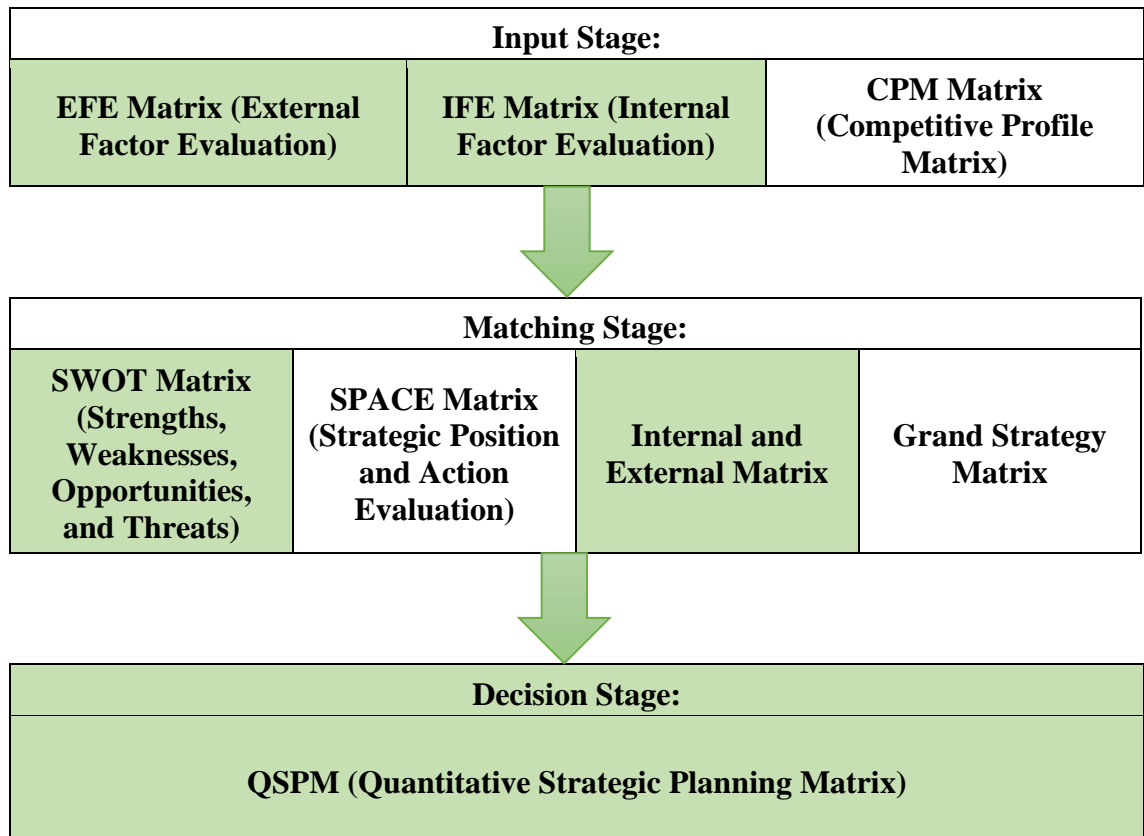 Input Stage:
EFE Matrix (External
Factor Evaluation)
IFE Matrix (Internal
Factor Evaluation)
CPM Matrix
(Competitive Profile
Matrix)
Matching Stage:
SWOT Matrix
(Strengths,
Weaknesses,
Opportunities,
and Threats)
SPACE Matrix
(Strategic Position
and Action
Evaluation)
Internal and
External Matrix
Grand Strategy
Matrix
Decision Stage:
QSPM (Quantitative Strategic Planning Matrix)